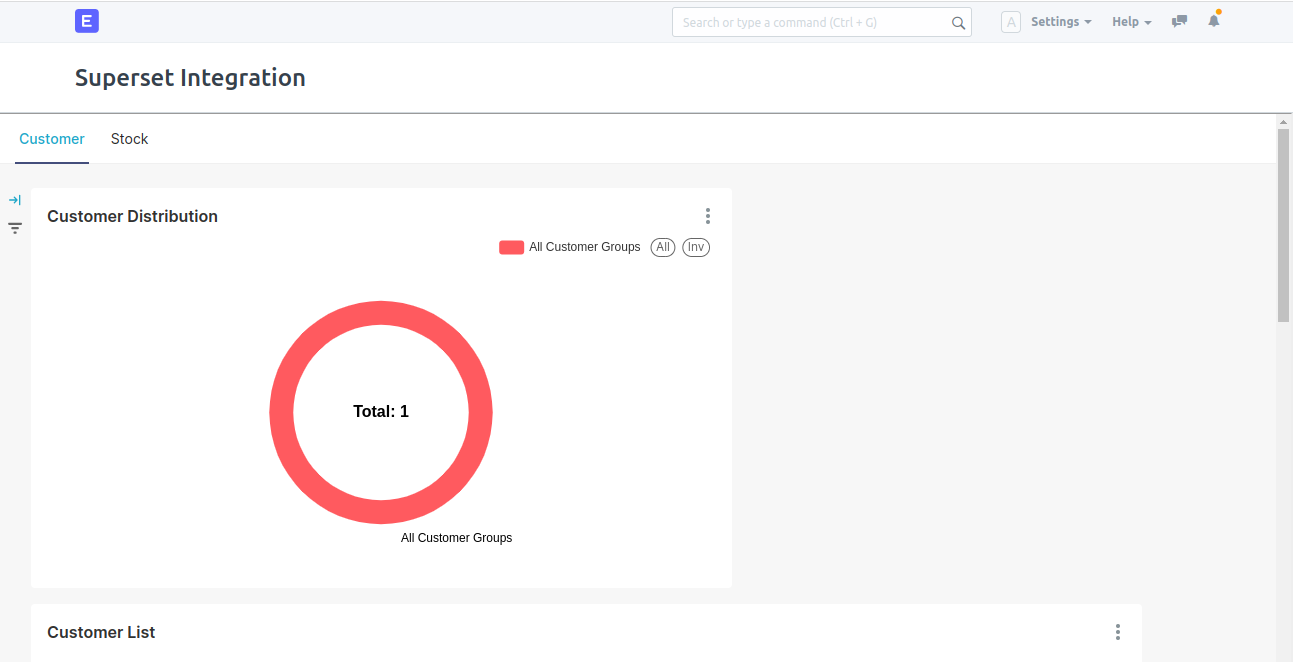 E
Search or type a command (Ctrl + G)
A Settings Help
Superset Integration
Customer Stock
Customer Distribution
All Customer Groups All Inv
Total: 1
All Customer Groups
Customer List